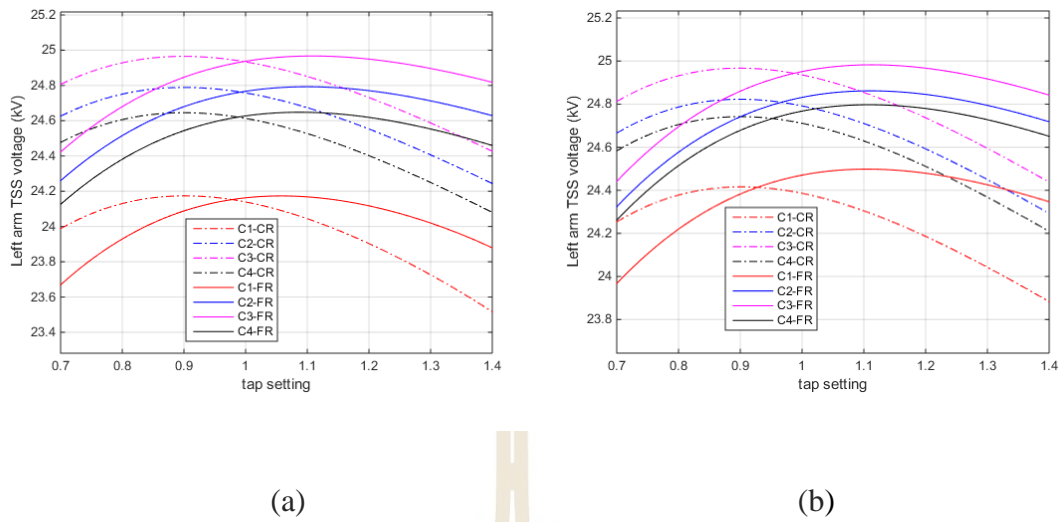 25.2
25
24.8
24.6
24.4
24.2
24
23.8
23.6
23.4
Left arm TSS voltage (kV)
0.7 0.8 0.9 1 1.1 1.2 1.3 1.4
tap setting
C1-CR
C2-CR
C3-CR
C4-CR
C1-FR
C2-FR
C3-FR
C4-FR
(a)
25.2
25
24.8
24.6
24.4
24.2
24
23.8
Left arm TSS voltage (kV)
0.7 0.8 0.9 1 1.1 1.2 1.3 1.4
tap setting
C1-CR
C2-CR
C3-CR
C4-CR
C1-FR
C2-FR
C3-FR
C4-FR
(b)